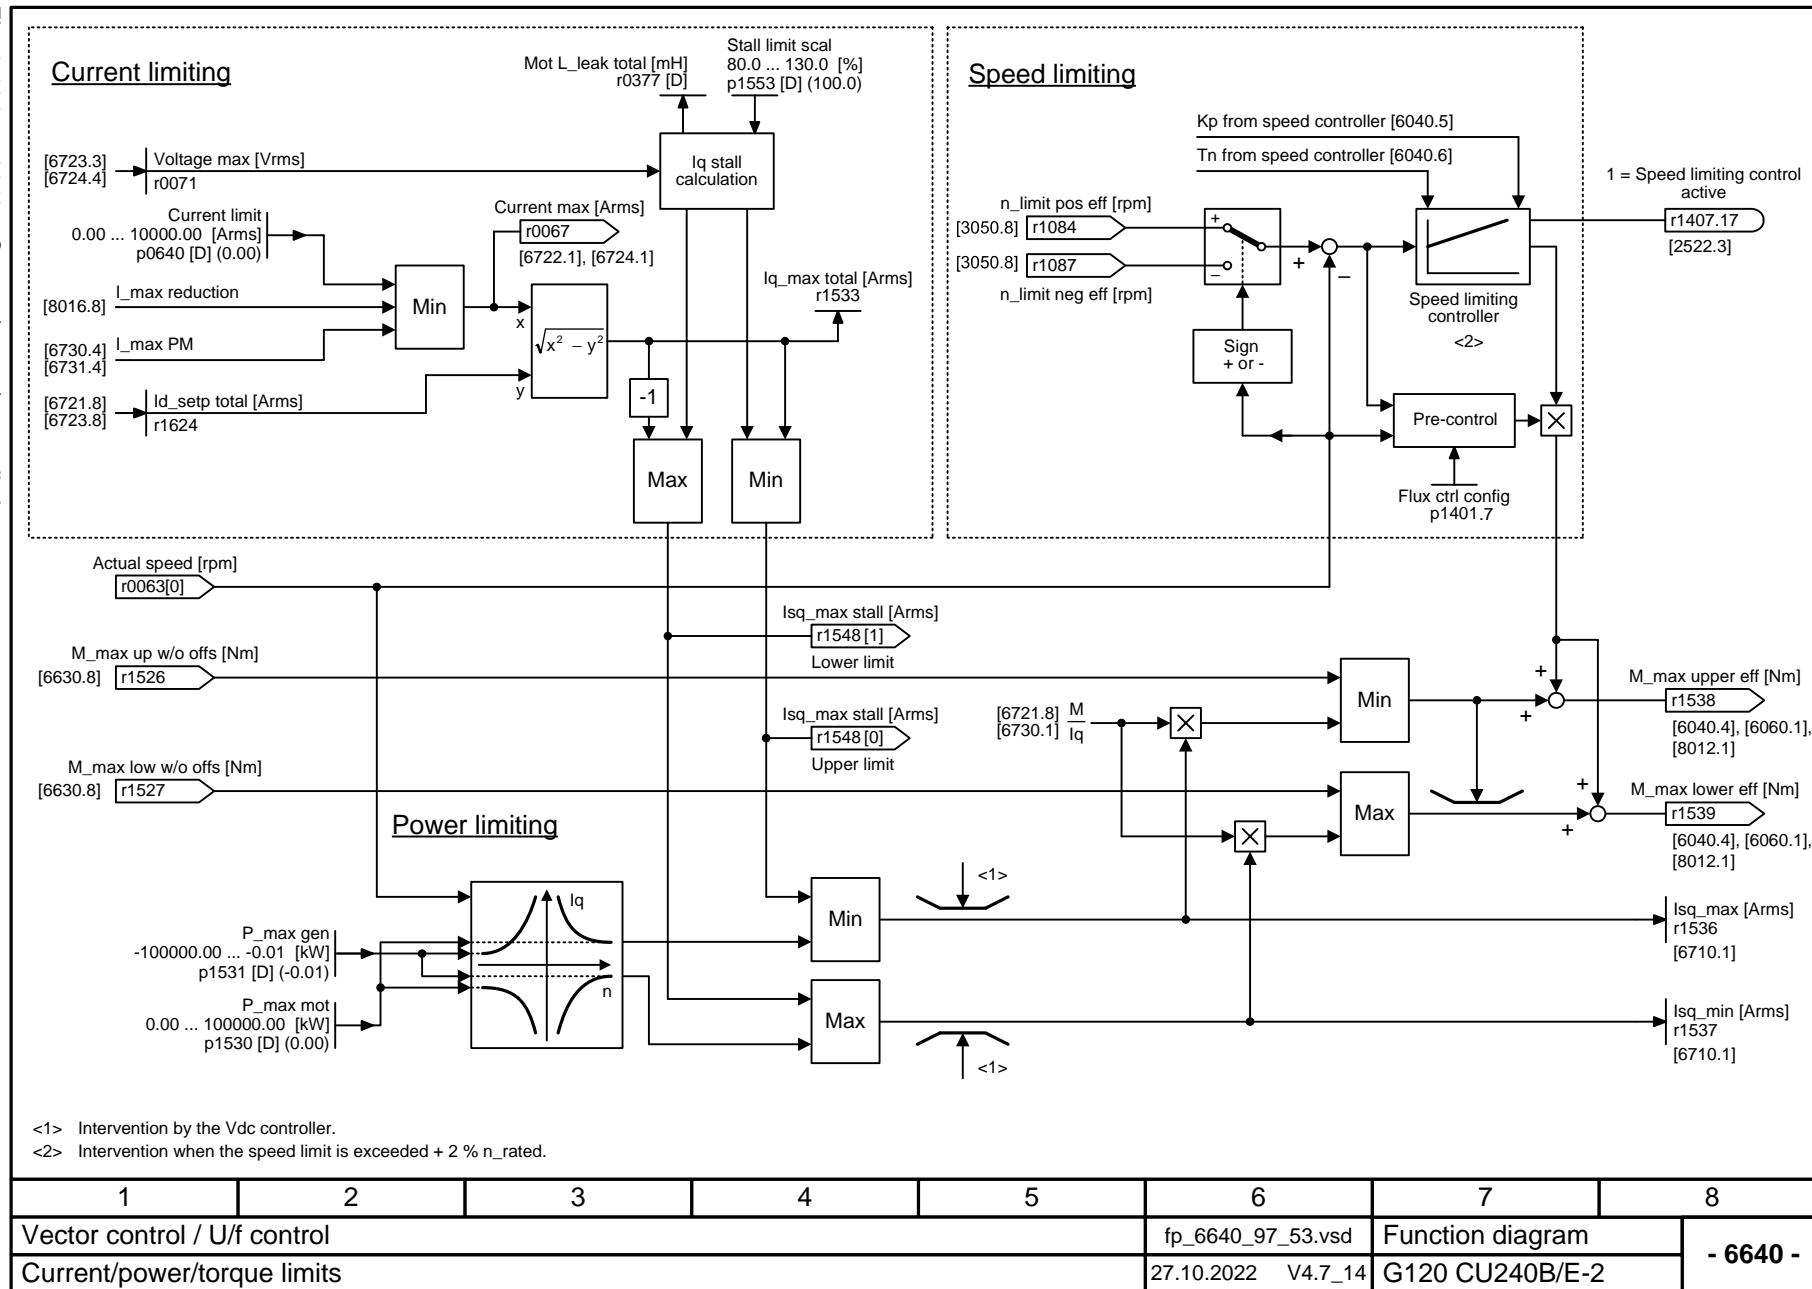 Current limiting
Mot L_leak total [mH]
r0377 [D]
Stall limit scal
80.0 ... 130.0 [%]
p1553 [D] (100.0)
[6723.3]
[6724.4]
Voltage max [Vrms]
r0071
Iq stall
calculation
Current limit
0.00 ... 10000.00 [Arms]
p0640 [D] (0.00)
Current max [Arms]
r0067
[6722.1], [6724.1]
[8016.8]
I_max reduction
Min
[6730.4]
[6731.4]
I_max PM
x
√x² – y²
y
Iq_max total [Arms]
r1533
[6721.8]
[6723.8]
Id_setp total [Arms]
r1624
-1
Max
Min
Speed limiting
Kp from speed controller [6040.5]
Tn from speed controller [6040.6]
n_limit pos eff [rpm]
[3050.8] r1084
[3050.8] r1087
n_limit neg eff [rpm]
+
–
+
–
Sign
+ or -
Speed limiting
controller
<2>
1 = Speed limiting control
active
r1407.17
[2522.3]
Pre-control
Flux ctrl config
p1401.7
Actual speed [rpm]
r0063[0]
Isq_max stall [Arms]
r1548 [1]
Lower limit
M_max up w/o offs [Nm]
[6630.8] r1526
Isq_max stall [Arms]
r1548 [0]
Upper limit
[6721.8]
[6730.1]
M
Iq
Min
+
+
M_max upper eff [Nm]
r1538
[6040.4], [6060.1],
[8012.1]
M_max low w/o offs [Nm]
[6630.8] r1527
Max
+
+
M_max lower eff [Nm]
r1539
[6040.4], [6060.1],
[8012.1]
Power limiting
Iq
n
P_max gen
-100000.00 ... -0.01 [kW]
p1531 [D] (-0.01)
P_max mot
0.00 ... 100000.00 [kW]
p1530 [D] (0.00)
Min
<1>
Isq_max [Arms]
r1536
[6710.1]
Max
<1>
Isq_min [Arms]
r1537
[6710.1]
<1> Intervention by the Vdc controller.
<2> Intervention when the speed limit is exceeded + 2 % n_rated.
1 2 3 4 5 6 7 8
Vector control / U/f control
fp_6640_97_53.vsd
Function diagram
- 6640 -
Current/power/torque limits
27.10.2022 V4.7_14
G120 CU240B/E-2